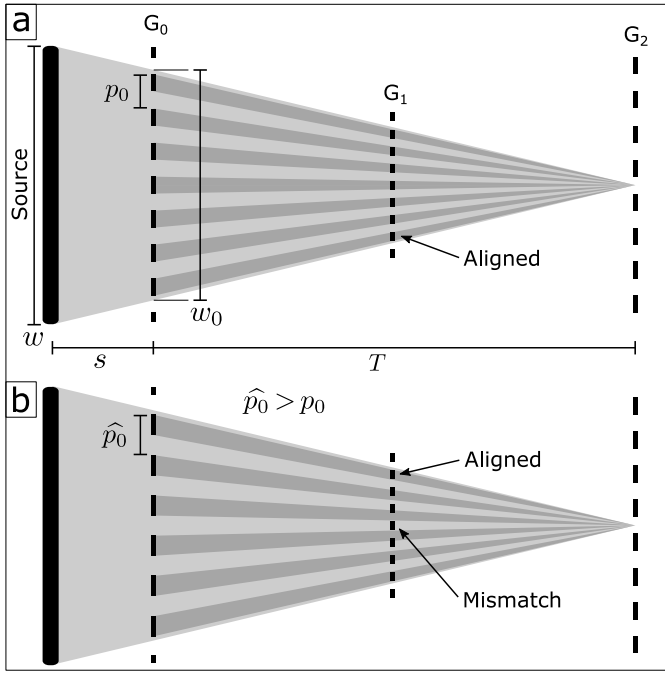 a
G₀
G₂
p₀
G₁
Source
Aligned
w₀
w
s
T
b
p̂₀ > p₀
p̂₀
Aligned
Mismatch